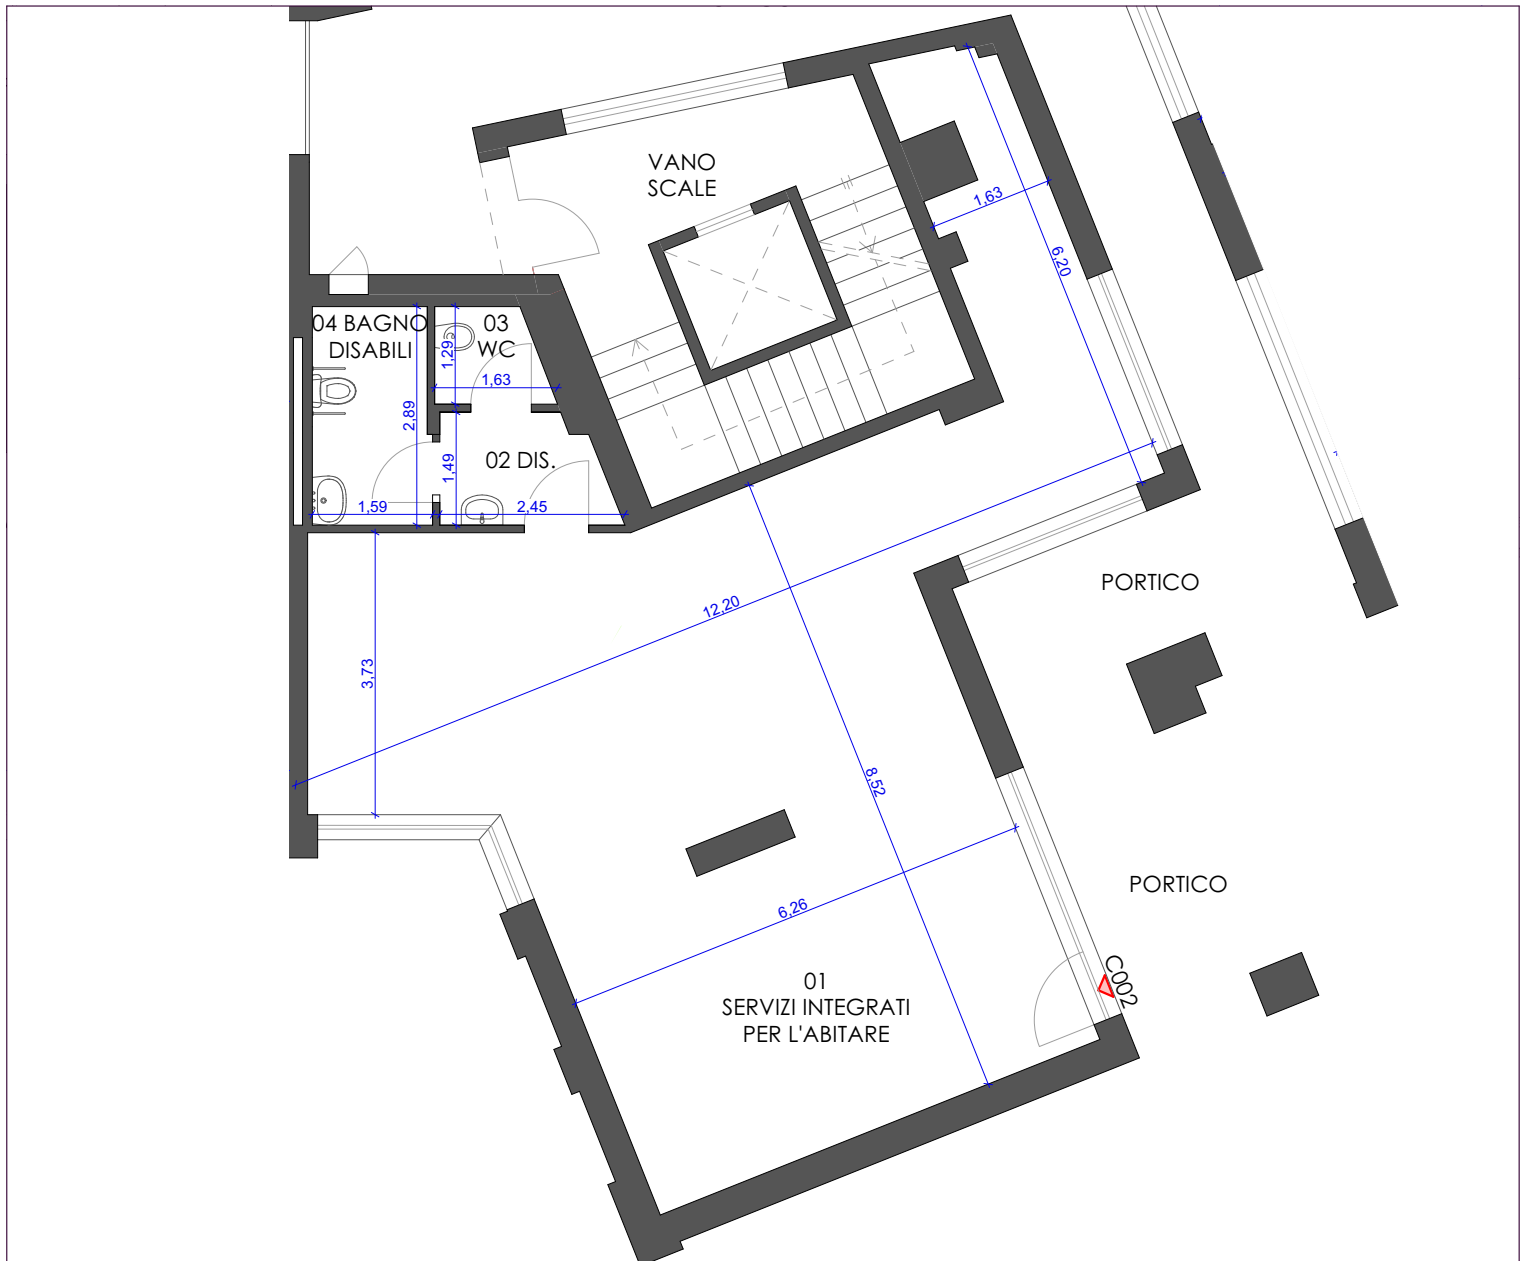 VANO
SCALE
1,63
6,20
04 BAGNO
DISABILI
03
WC
1,29
1,63
2,89
02 DIS.
1,49
1,59
2,45
PORTICO
12,20
3,73
8,52
PORTICO
6,26
C002
01
SERVIZI INTEGRATI
PER L'ABITARE